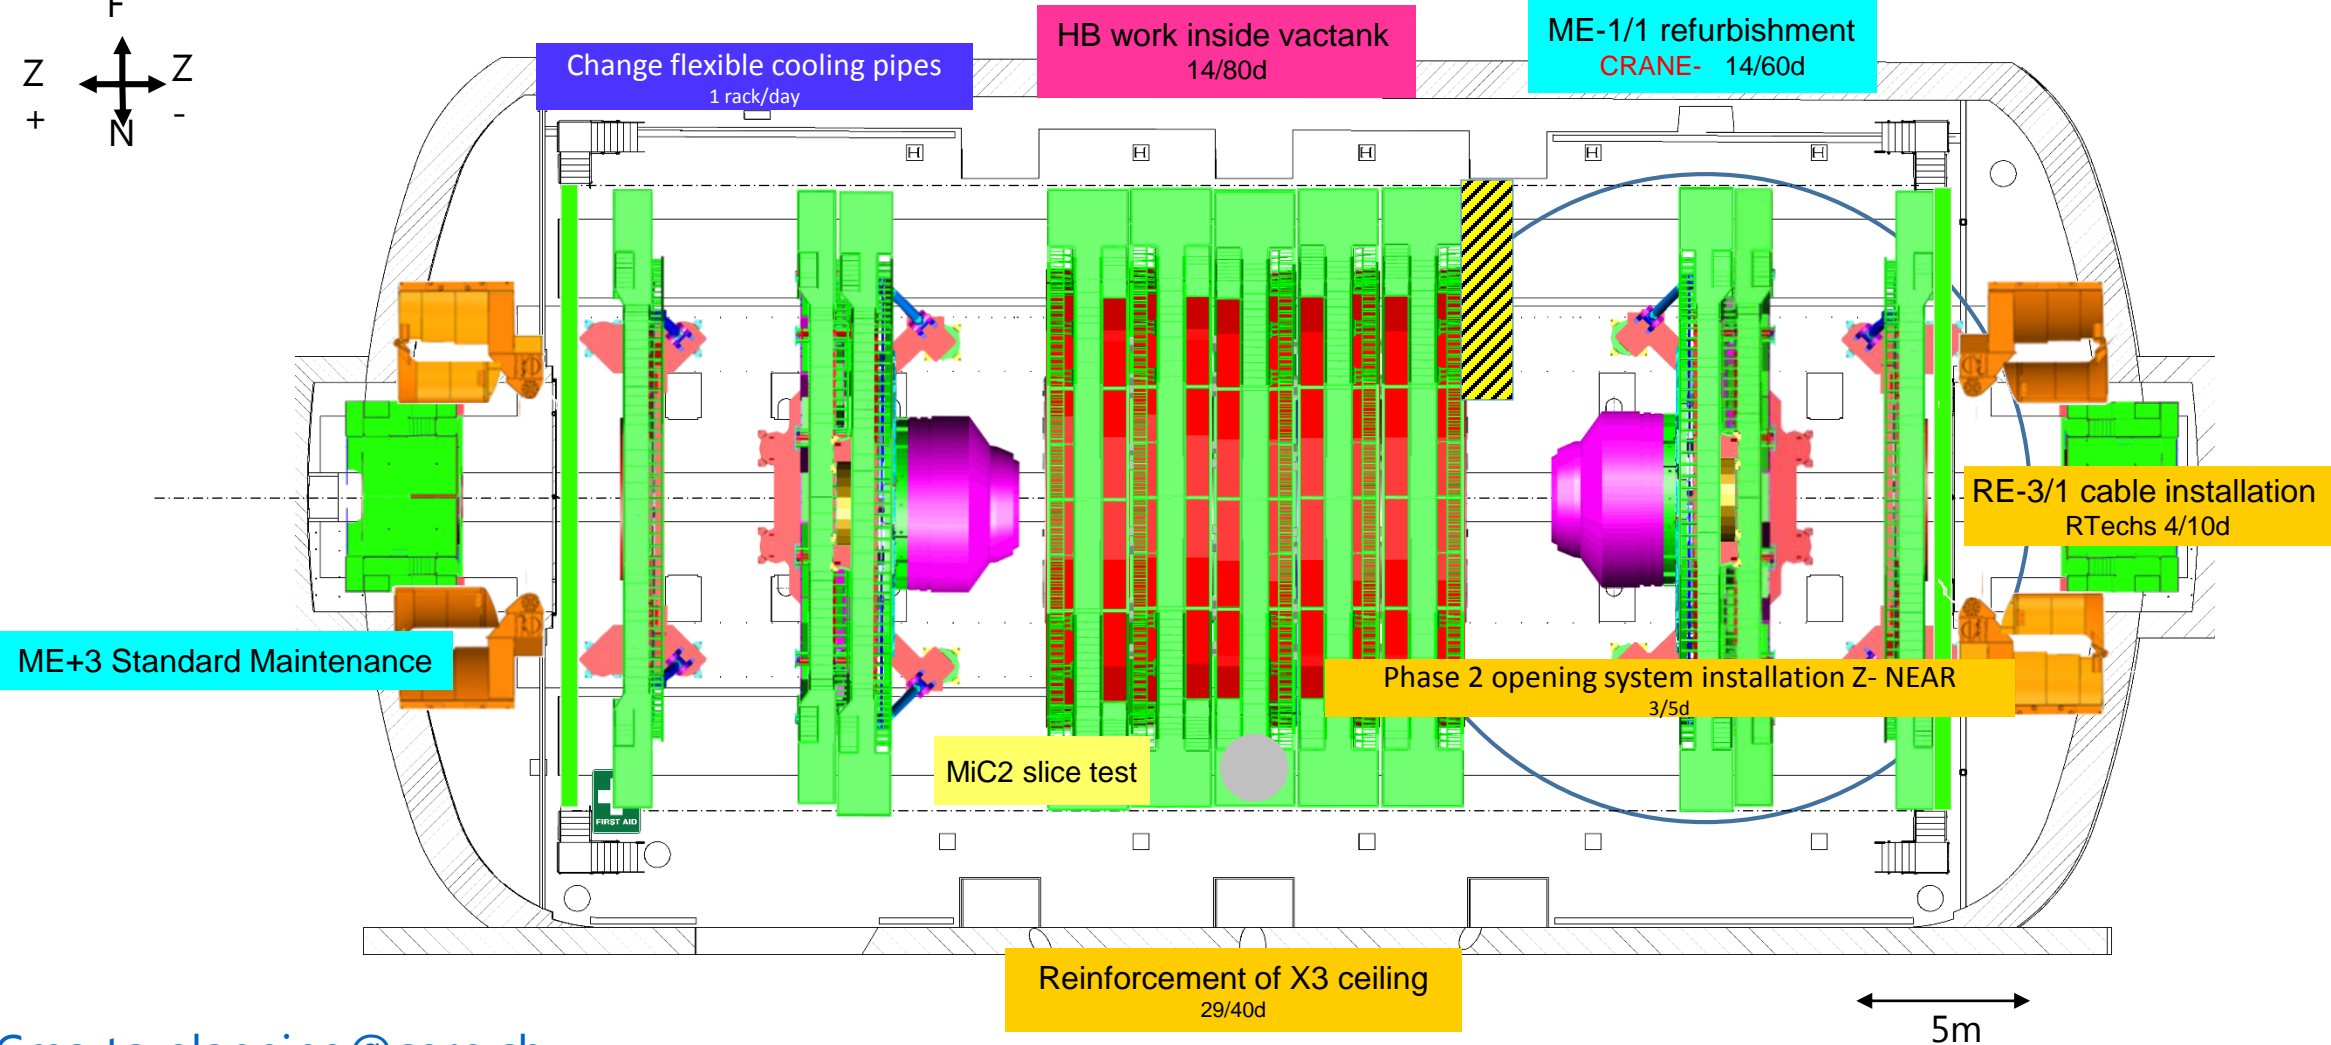 F
Z
Z
+
-
N
Change flexible cooling pipes
1 rack/day
HB work inside vactank
14/80d
ME-1/1 refurbishment
CRANE- 14/60d
H
H
H
H
H
RE-3/1 cable installation
RTechs 4/10d
ME+3 Standard Maintenance
Phase 2 opening system installation Z- NEAR
3/5d
MiC2 slice test
FIRST AID
Reinforcement of X3 ceiling
29/40d
5m